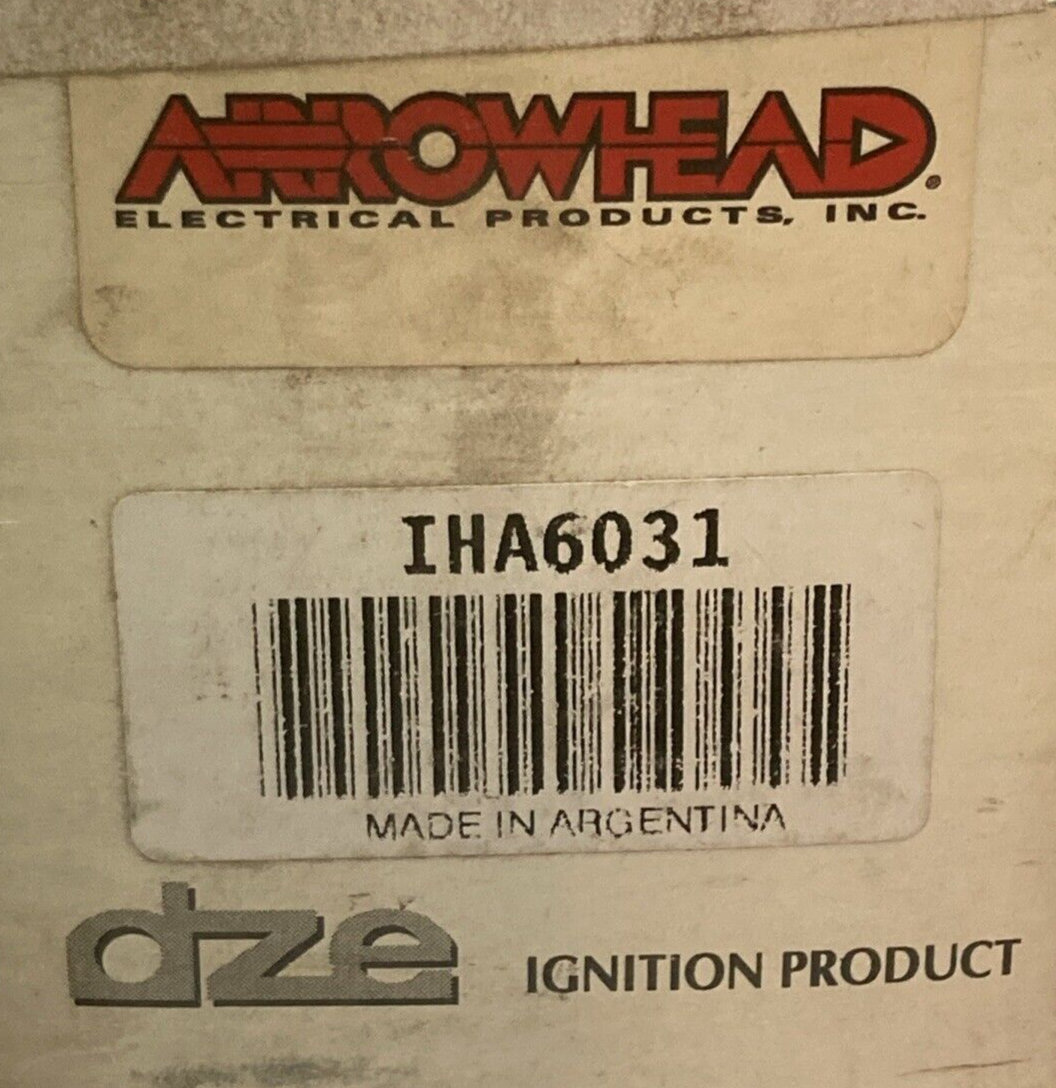 ARROWHEAD®
ELECTRICAL PRODUCTS, INC.
IHA6031
MADE IN ARGENTINA
dze IGNITION PRODUCT